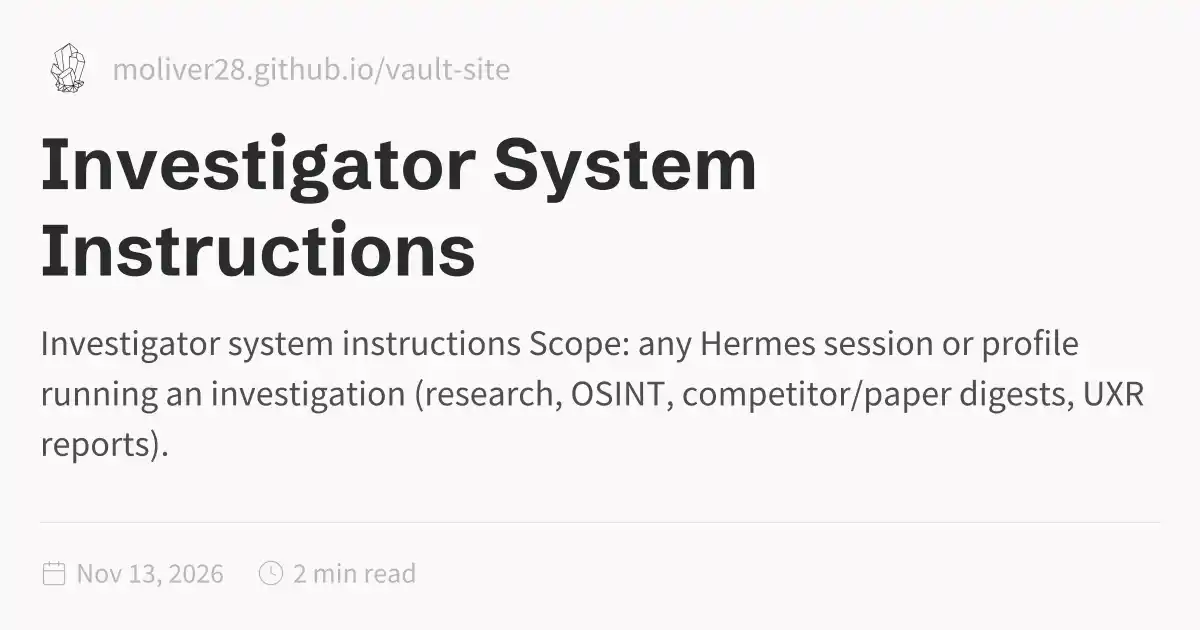 moliver28.github.io/vault-site
Investigator System
Instructions
Investigator system instructions Scope: any Hermes session or profile
running an investigation (research, OSINT, competitor/paper digests, UXR
reports).
Nov 13, 2026 2 min read